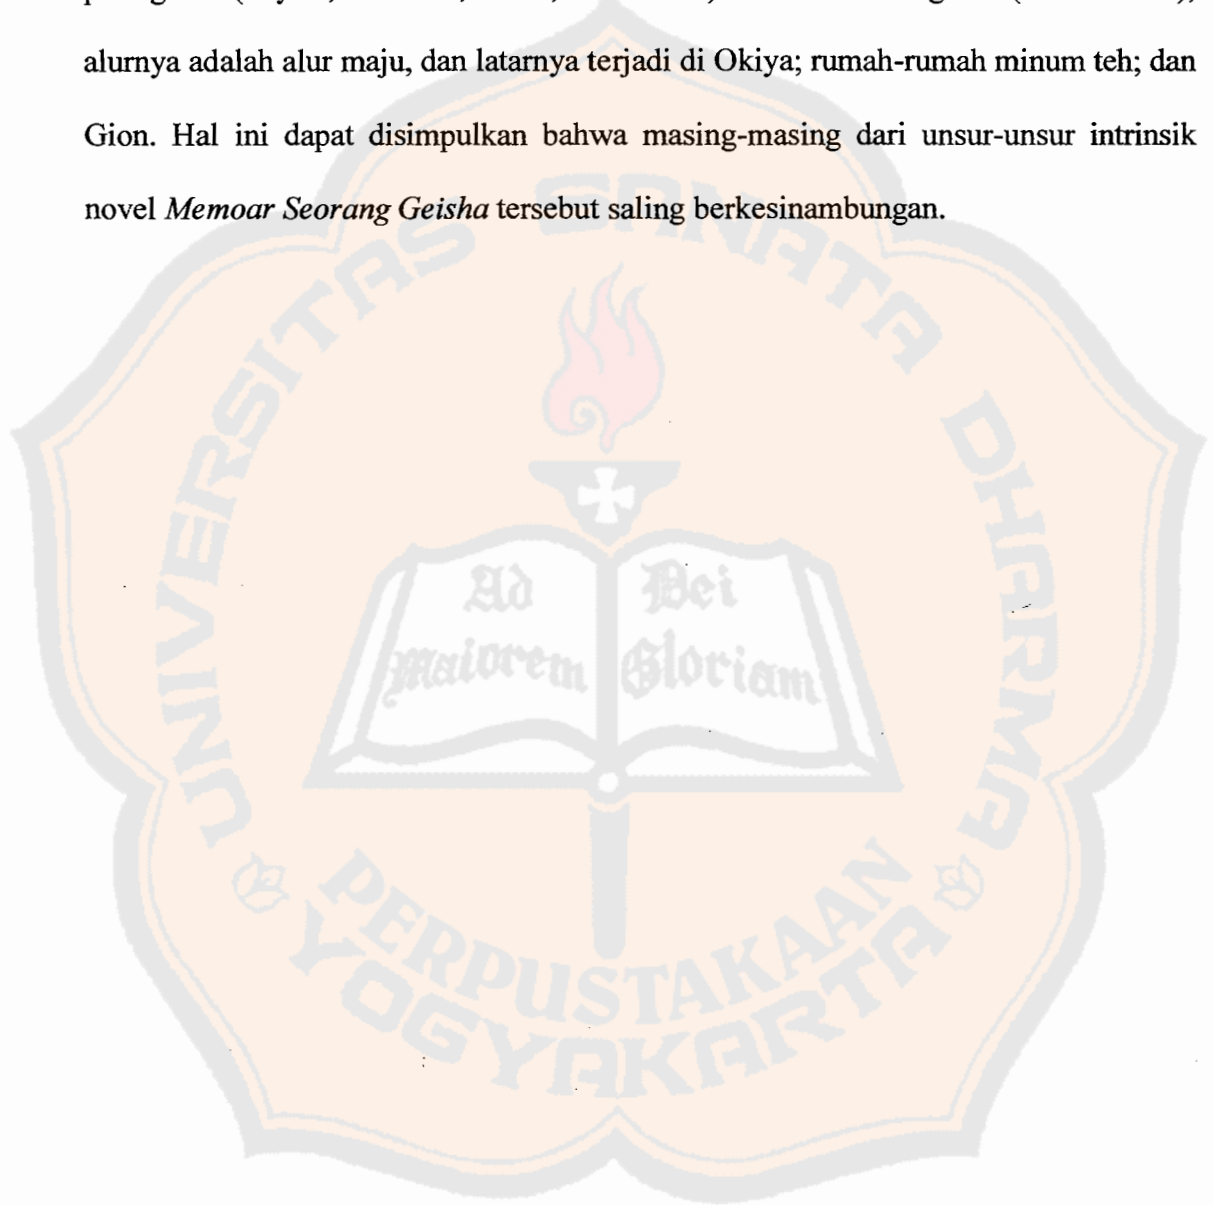 alurnya adalah alur maju, dan latarnya terjadi di Okiya; rumah-rumah minum teh; dan
Gion. Hal ini dapat disimpulkan bahwa masing-masing dari unsur-unsur intrinsik
novel Memoar Seorang Geisha tersebut saling berkesinambungan.
UNIVERSITAS SANATA DHARMA
Ad Dei
Maiorem Gloriam
PERPUSTAKAAN
YOGYAKARTA